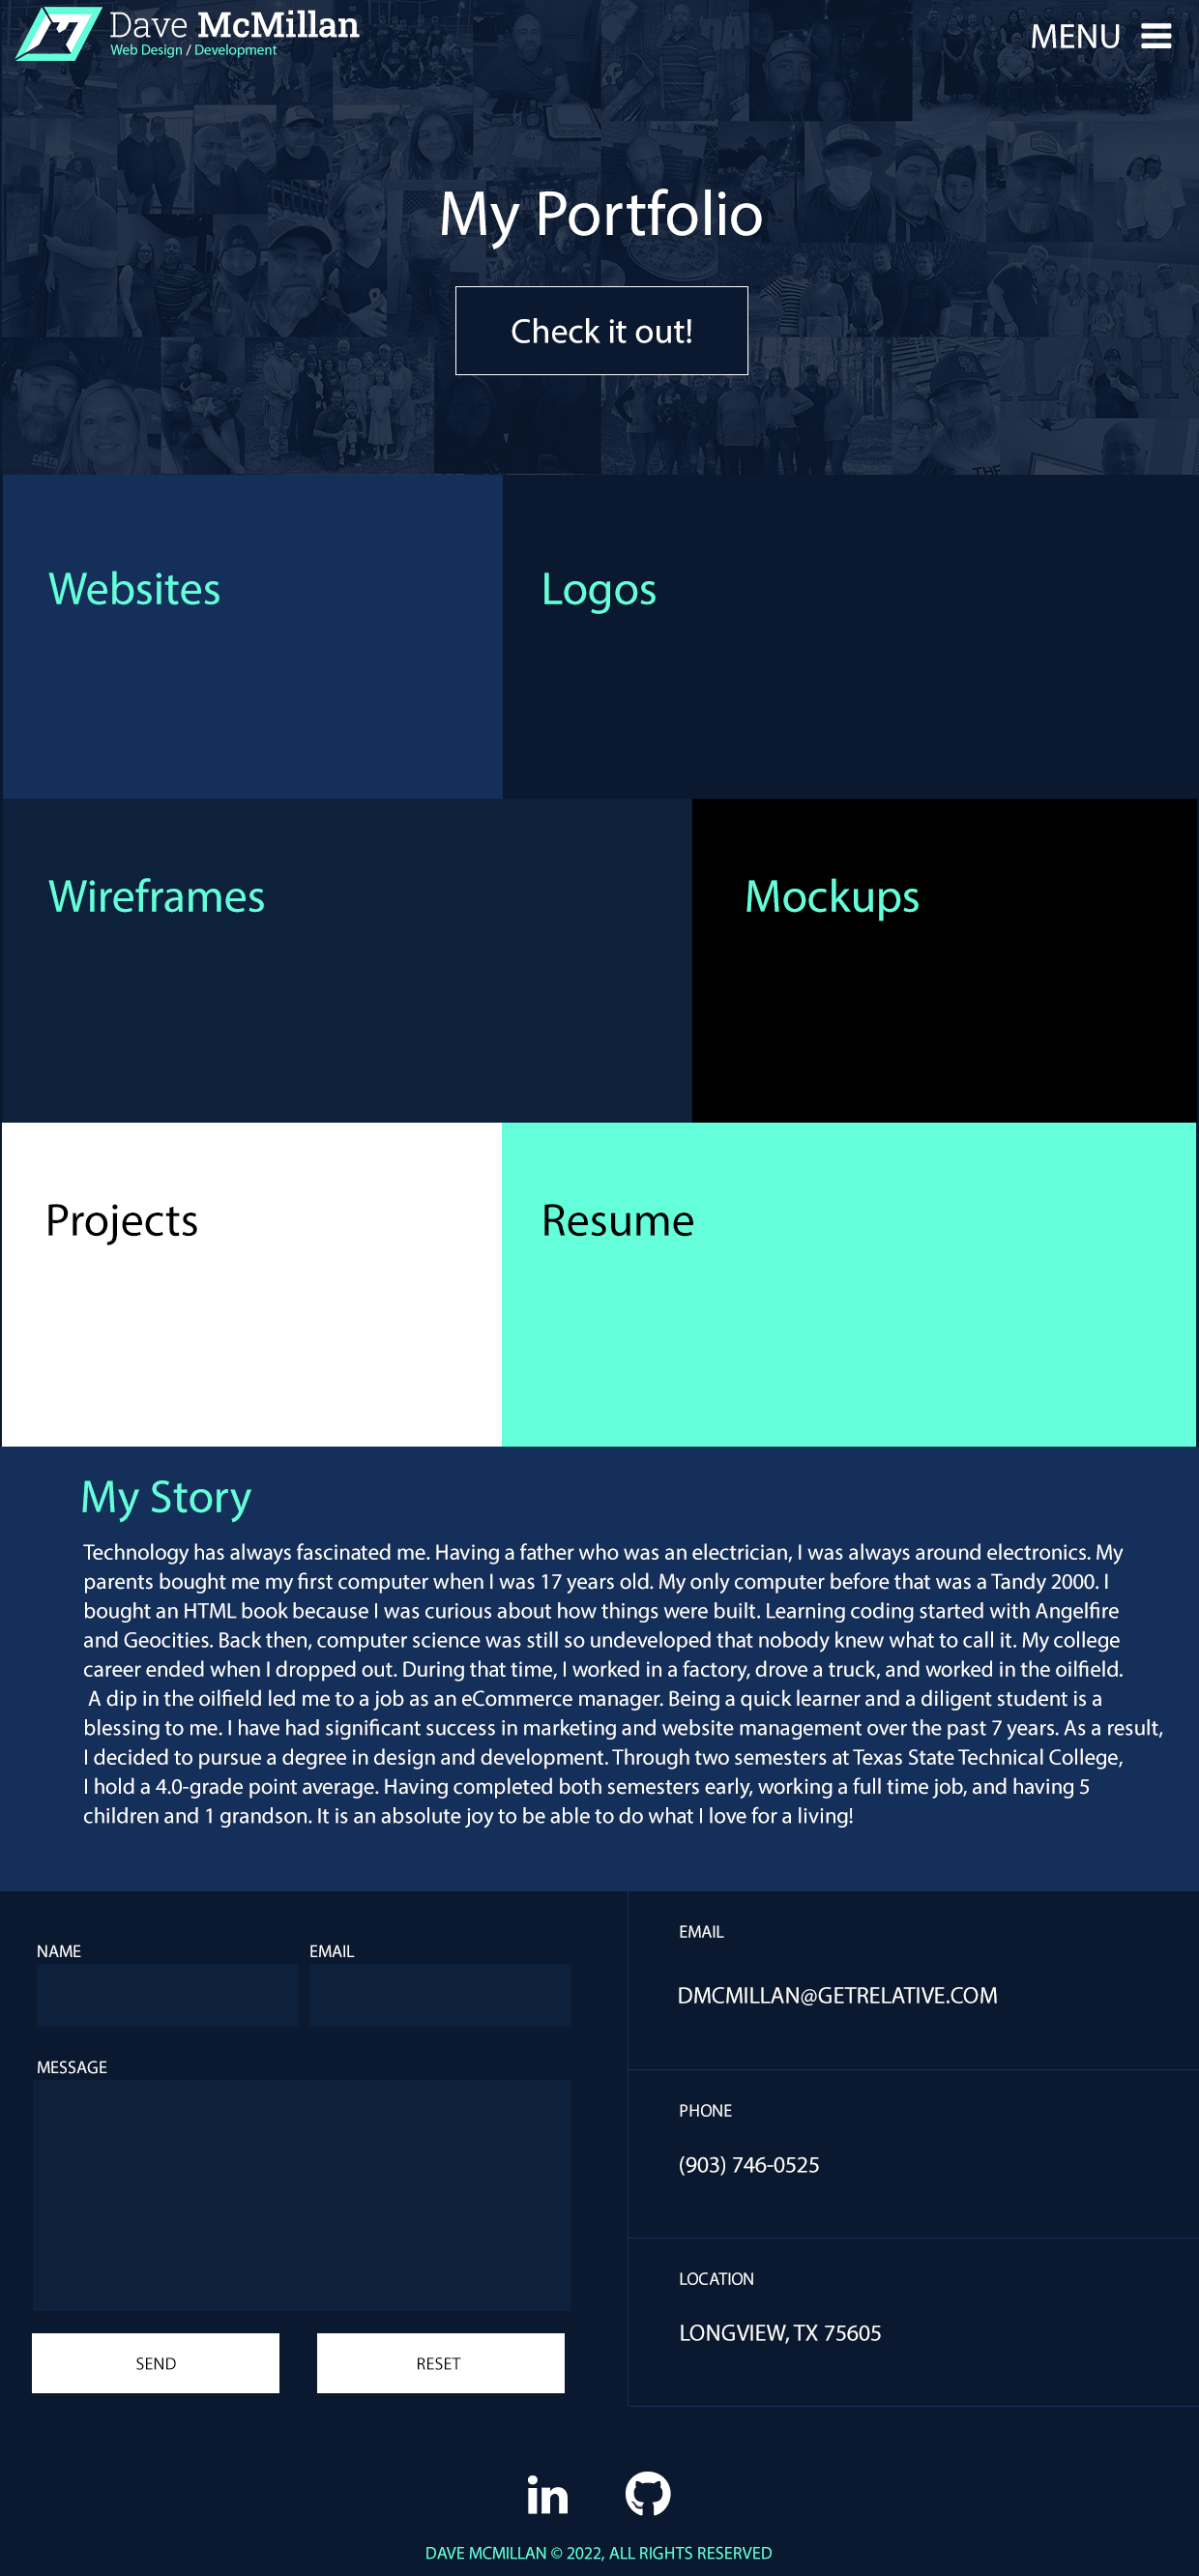 Dave McMillan
Web Design / Development
MENU
My Portfolio
Check it out!
Websites
Logos
Wireframes
Mockups
Projects
Resume
My Story
Technology has always fascinated me. Having a father who was an electrician, I was always around electronics. My
parents bought me my first computer when I was 17 years old. My only computer before that was a Tandy 2000. I
bought an HTML book because I was curious about how things were built. Learning coding started with Angelfire
and Geocities. Back then, computer science was still so undeveloped that nobody knew what to call it. My college
career ended when I dropped out. During that time, I worked in a factory, drove a truck, and worked in the oilfield.
A dip in the oilfield led me to a job as an eCommerce manager. Being a quick learner and a diligent student is a
blessing to me. I have had significant success in marketing and website management over the past 7 years. As a result,
I decided to pursue a degree in design and development. Through two semesters at Texas State Technical College,
I hold a 4.0-grade point average. Having completed both semesters early, working a full time job, and having 5
children and 1 grandson. It is an absolute joy to be able to do what I love for a living!
NAME
EMAIL
MESSAGE
SEND
RESET
EMAIL
DMCMILLAN@GETRELATIVE.COM
PHONE
(903) 746-0525
LOCATION
LONGVIEW, TX 75605
in
DAVE MCMILLAN © 2022, ALL RIGHTS RESERVED